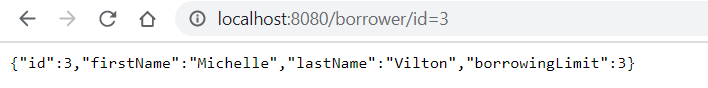 localhost:8080/borrower/id=3
{"id":3,"firstName":"Michelle","lastName":"Vilton","borrowingLimit":3}